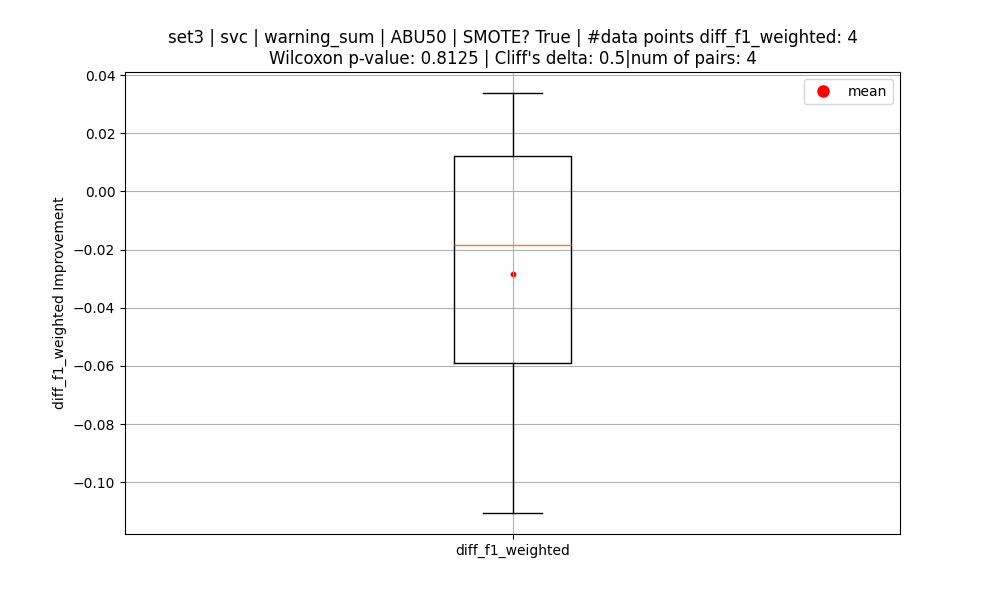 set3 | svc | warning_sum | ABU50 | SMOTE? True | #data points diff_f1_weighted: 4
Wilcoxon p-value: 0.8125 | Cliff's delta: 0.5|num of pairs: 4
mean
diff_f1_weighted Improvement
0.04
0.02
0.00
−0.02
−0.04
−0.06
−0.08
−0.10
diff_f1_weighted